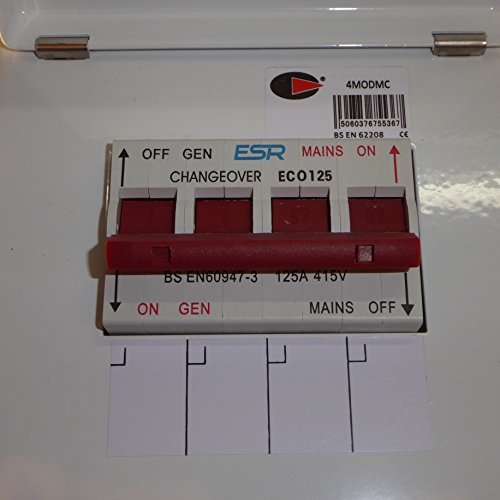 4MODMC
5060376755367
BS EN 62208 CE
OFF GEN ESR MAINS ON
CHANGEOVER ECO125
BS EN60947-3 125A 415V
ON GEN MAINS OFF